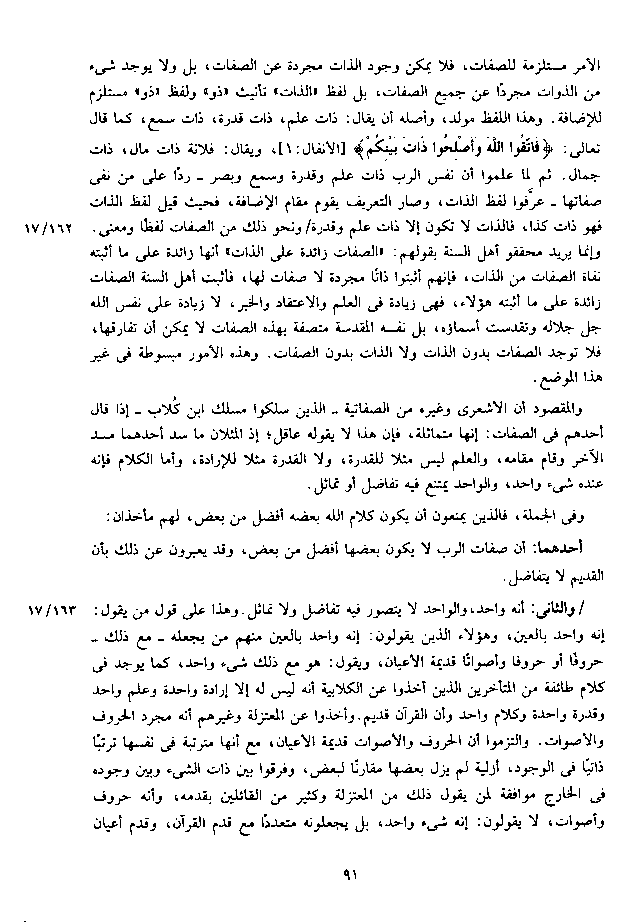 الأمر مستلزمة للصفات، فلا يمكن وجود الذات مجردة عن الصفات، بل ولا يوجد شىء
من الذوات مجردًا عن جميع الصفات، بل لفظ «الذات» تأنيث «ذو» ولفظ «ذو» مستلزم
للإضافة. وهذا اللفظ مولد، وأصله أن يقال: ذات علم، ذات قدرة، ذات سمع، كما قال
تعالى: ﴿فَاتَّقُوا اللَّهَ وَأَصْلِحُوا ذَاتَ بَيْنِكُمْ﴾ [الأنفال: ١]، ويقال: فلانة ذات مال، ذات
جمال. ثم لما علموا أن نفس الرب ذات علم وقدرة وسمع وبصر ـ ردًا على من نفى
صفاتها ـ عرَّفوا لفظ الذات، وصار التعريف يقوم مقام الإضافة، فحيث قيل لفظ الذات
فهو ذات كذا، فالذات لا تكون إلا ذات علم وقدرة/ ونحو ذلك من الصفات لفظًا ومعنى. ١٧/١٦٢
وإنما يريد محققو أهل السنة بقولهم: «الصفات زائدة على الذات» أنها زائدة على ما أثبته
نفاة الصفات من الذات، فإنهم أثبتوا ذاتًا مجردة لا صفات لها، فأثبت أهل السنة الصفات
زائدة على ما أثبته هؤلاء، فهى زيادة فى العلم والاعتقاد والخبر، لا زيادة على نفس الله
جل جلاله وتقدست أسماؤه، بل نفسه المقدسة متصفة بهذه الصفات لا يمكن أن تفارقها،
فلا توجد الصفات بدون الذات ولا الذات بدون الصفات. وهذه الأمور مبسوطة فى غير
هذا الموضع.
والمقصود أن الأشعرى وغيره من الصفاتية ـ الذين سلكوا مسلك ابن كُلاب ـ إذا قال
أحدهم فى الصفات: إنها متماثلة، فإن هذا لا يقوله عاقل؛ إذ المثلان ما سد أحدهما مسد
الآخر وقام مقامه، والعلم ليس مثلا للقدرة، ولا القدرة مثلا للإرادة، وأما الكلام فإنه
عنده شىء واحد، والواحد يمتنع فيه تفاضل أو تماثل.
وفى الجملة، فالذين يمنعون أن يكون كلام الله بعضه أفضل من بعض، لهم مأخذان:
أحدهما: أن صفات الرب لا يكون بعضها أفضل من بعض، وقد يعبرون عن ذلك بأن
القديم لا يتفاضل.
/ والثانى: أنه واحد، والواحد لا يتصور فيه تفاضل ولا تماثل. وهذا على قول من يقول: ١٧/١٦٣
إنه واحد بالعين، وهؤلاء الذين يقولون: إنه واحد بالعين منهم من يجعله ـ مع ذلك ـ
حروفًا أو حروفا وأصواتًا قديمة الأعيان، ويقول: هو مع ذلك شىء واحد، كما يوجد فى
كلام طائفة من المتأخرين الذين أخذوا عن الكلابية أنه ليس له إلا إرادة واحدة وعلم واحد
وقدرة واحدة وكلام واحد وأن القرآن قديم. وأخذوا عن المعتزلة وغيرهم أنه مجرد الحروف
والأصوات. والتزموا أن الحروف والأصوات قديمة الأعيان، مع أنها مترتبة فى نفسها ترتبًا
ذاتيًا فى الوجود، أزلية لم يزل بعضها مقارنًا لبعض، وفرقوا بين ذات الشىء وبين وجوده
فى الخارج موافقة لمن يقول ذلك من المعتزلة وكثير من القائلين بقدمه، وأنه حروف
وأصوات، لا يقولون: إنه شىء واحد، بل يجعلونه متعددًا مع قدم القرآن، وقدم أعيان
٩١